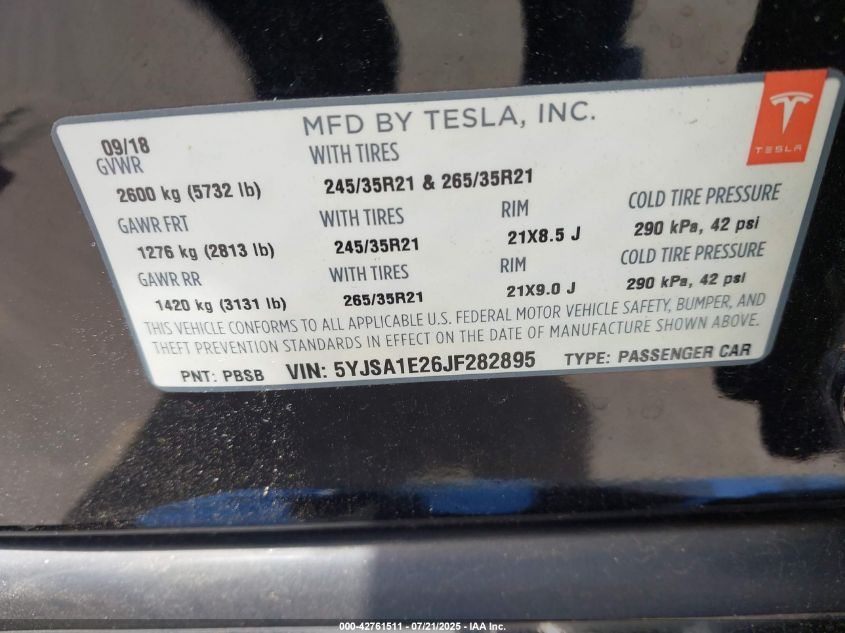 MFD BY TESLA, INC.
TESLA
09/18
GVWR WITH TIRES
2600 kg (5732 lb) 245/35R21 & 265/35R21
GAWR FRT WITH TIRES RIM COLD TIRE PRESSURE
1276 kg (2813 lb) 245/35R21 21X8.5 J 290 kPa, 42 psi
GAWR RR WITH TIRES RIM COLD TIRE PRESSURE
1420 kg (3131 lb) 265/35R21 21X9.0 J 290 kPa, 42 psi
THIS VEHICLE CONFORMS TO ALL APPLICABLE U.S. FEDERAL MOTOR VEHICLE SAFETY, BUMPER, AND
THEFT PREVENTION STANDARDS IN EFFECT ON THE DATE OF MANUFACTURE SHOWN ABOVE.
PNT: PBSB VIN: 5YJSA1E26JF282895 TYPE: PASSENGER CAR
000-42761511 - 07/21/2025 - IAA Inc.